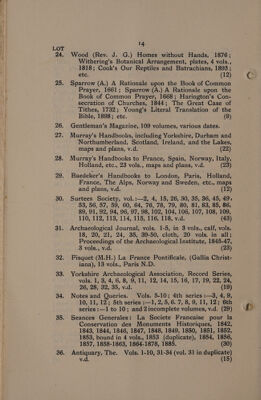 14
LOT
24. Wood (Rev. J. G.) Homes without Hands, 1876;
Withering's Botanical Arrangement, plates, 4 vols.,
1818; Cook's Our Reptiles and Batrachians, 1893;
etc. (12)
25. Sparrow (A.) A Rationale upon the Book of Common
Prayer, 1661; Sparrow (A.) A Rationale upon the
Book of Common Prayer, 1668; Harington's Con-
secration of Churches, 1844; The Great Case of
Tithes, 1732; Young's Literal Translation of the
Bible, 1898; etc. (9)
26. Gentleman's Magazine, 109 volumes, various dates.
27. Murray's Handbooks, including Yorkshire, Durham and
Northumberland, Scotland, Ireland, and the Lakes,
maps and plans, v.d. (22)
28. Murray's Handbooks to France, Spain, Norway, Italy,
Holland, etc., 23 vols., maps and plans, v.d. (23)
29. Baedeker's Handbooks to London, Paris, Holland,
France, The Alps, Norway and Sweden, etc., maps
and plans, v.d. (12)
30. Surtees Society, vol.:—2, 4, 15, 26, 30, 35, 36, 45, 49,
53, 56, 57, 59, 60, 64, 76, 78, 79, 80, 81, 83, 85, 86,
89, 91, 92, 94, 96, 97, 98, 102, 104, 106, 107, 108, 109,
110, 112, 113, 114, 115, 116, 118, v.d. (43)
31. Archaeological Journal, vols. 1-5, in 3 vols., calf, vols.
18, 20, 21, 24, 35, 39-50, cloth, 20 vols. in all;
Proceedings of the Archaeological Institute, 1845-47,
3 vols., v.d. (23)
32. Fisquet (M.H.) La France Pontificale, (Gallia Christ-
iana), 13 vols., Paris N.D.
33. Yorkshire Archaeological Association, Record Series,
vols. 1, 3, 4, 6, 8, 9, 11, 12, 14, 15, 16, 17, 19, 22, 24,
26, 28, 32, 35, v.d. (19)
34. Notes and Queries. Vols. 5-10; 4th series:—3, 4, 9,
10, 11, 12; 5th series:—1, 2, 5, 6, 7, 8, 9, 11, 12; 6th
series:—1 to 10; and 2 incomplete volumes, v.d. (29)
35. Seances Generales: La Societe Francaise pour la
Conservation des Monuments Historiques, 1842,
1843, 1844, 1846, 1847, 1848, 1849, 1850, 1851, 1852,
1853, bound in 4 vols., 1853 (duplicate), 1854, 1856,
1857, 1858-1863, 1864-1878, 1885. (30)
36. Antiquary, The. Vols. 1-10, 31-34 (vol. 31 in duplicate)
v.d. (15)